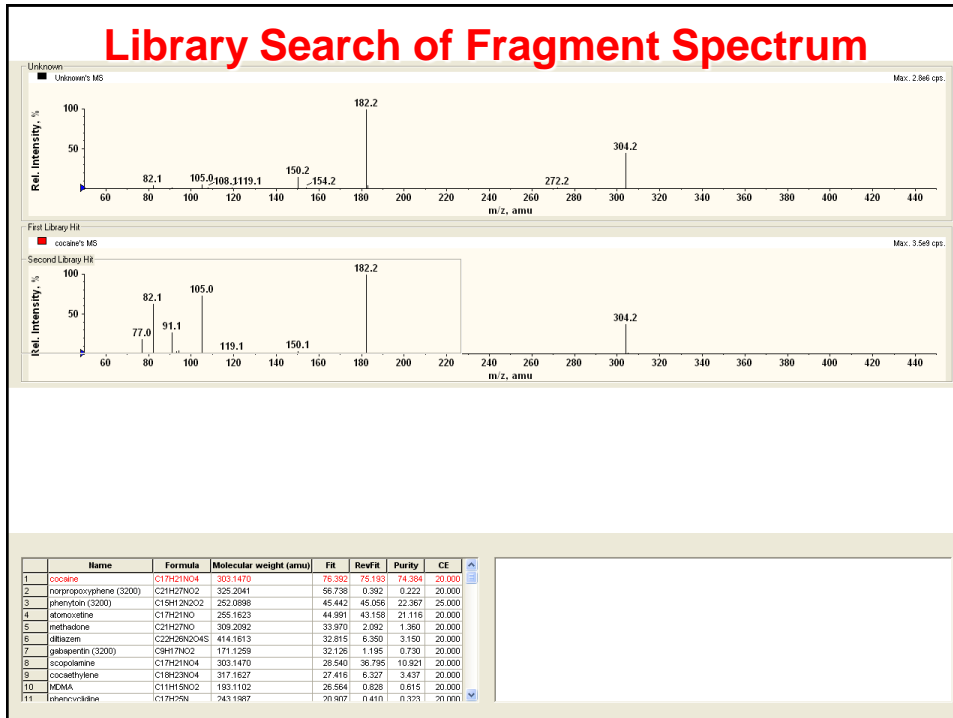 Library Search of Fragment Spectrum
Unknown
Unknown's MS
Max. 2.8e6 cps.
Rel. Intensity, %
100
50
82.1
105.0
108.1
119.1
150.2
154.2
182.2
272.2
304.2
60 80 100 120 140 160 180 200 220 240 260 280 300 320 340 360 380 400 420 440
m/z, amu
First Library Hit
cocaine's MS
Max. 3.5e9 cps.
Second Library Hit
Rel. Intensity, %
100
50
77.0
82.1
91.1
105.0
119.1
150.1
182.2
304.2
60 80 100 120 140 160 180 200 220 240 260 280 300 320 340 360 380 400 420 440
m/z, amu
Name Formula Molecular weight (amu) Fit RevFit Purity CE
1 cocaine C17H21NO4 303.1470 76.392 75.193 74.384 20.000
2 norpropoxyphene (3200) C21H27NO2 325.2041 56.738 0.392 0.222 20.000
3 phenytoin (3200) C15H12N2O2 252.0898 45.442 45.056 22.367 25.000
4 atomoxetine C17H21NO 255.1623 44.991 43.158 21.116 20.000
5 methadone C21H27NO 309.2092 33.970 2.092 1.360 20.000
6 diltiazem C22H26N2O4S 414.1613 32.815 6.350 3.150 20.000
7 gabapentin (3200) C9H17NO2 171.1259 32.126 1.195 0.730 20.000
8 scopolamine C17H21NO4 303.1470 28.540 36.795 10.921 20.000
9 cocaethylene C18H23NO4 317.1627 27.416 6.327 3.437 20.000
10 MDMA C11H15NO2 193.1102 26.564 0.828 0.615 20.000
11 phencyclidine C17H25N 243.1987 20.907 0.410 0.323 20.000